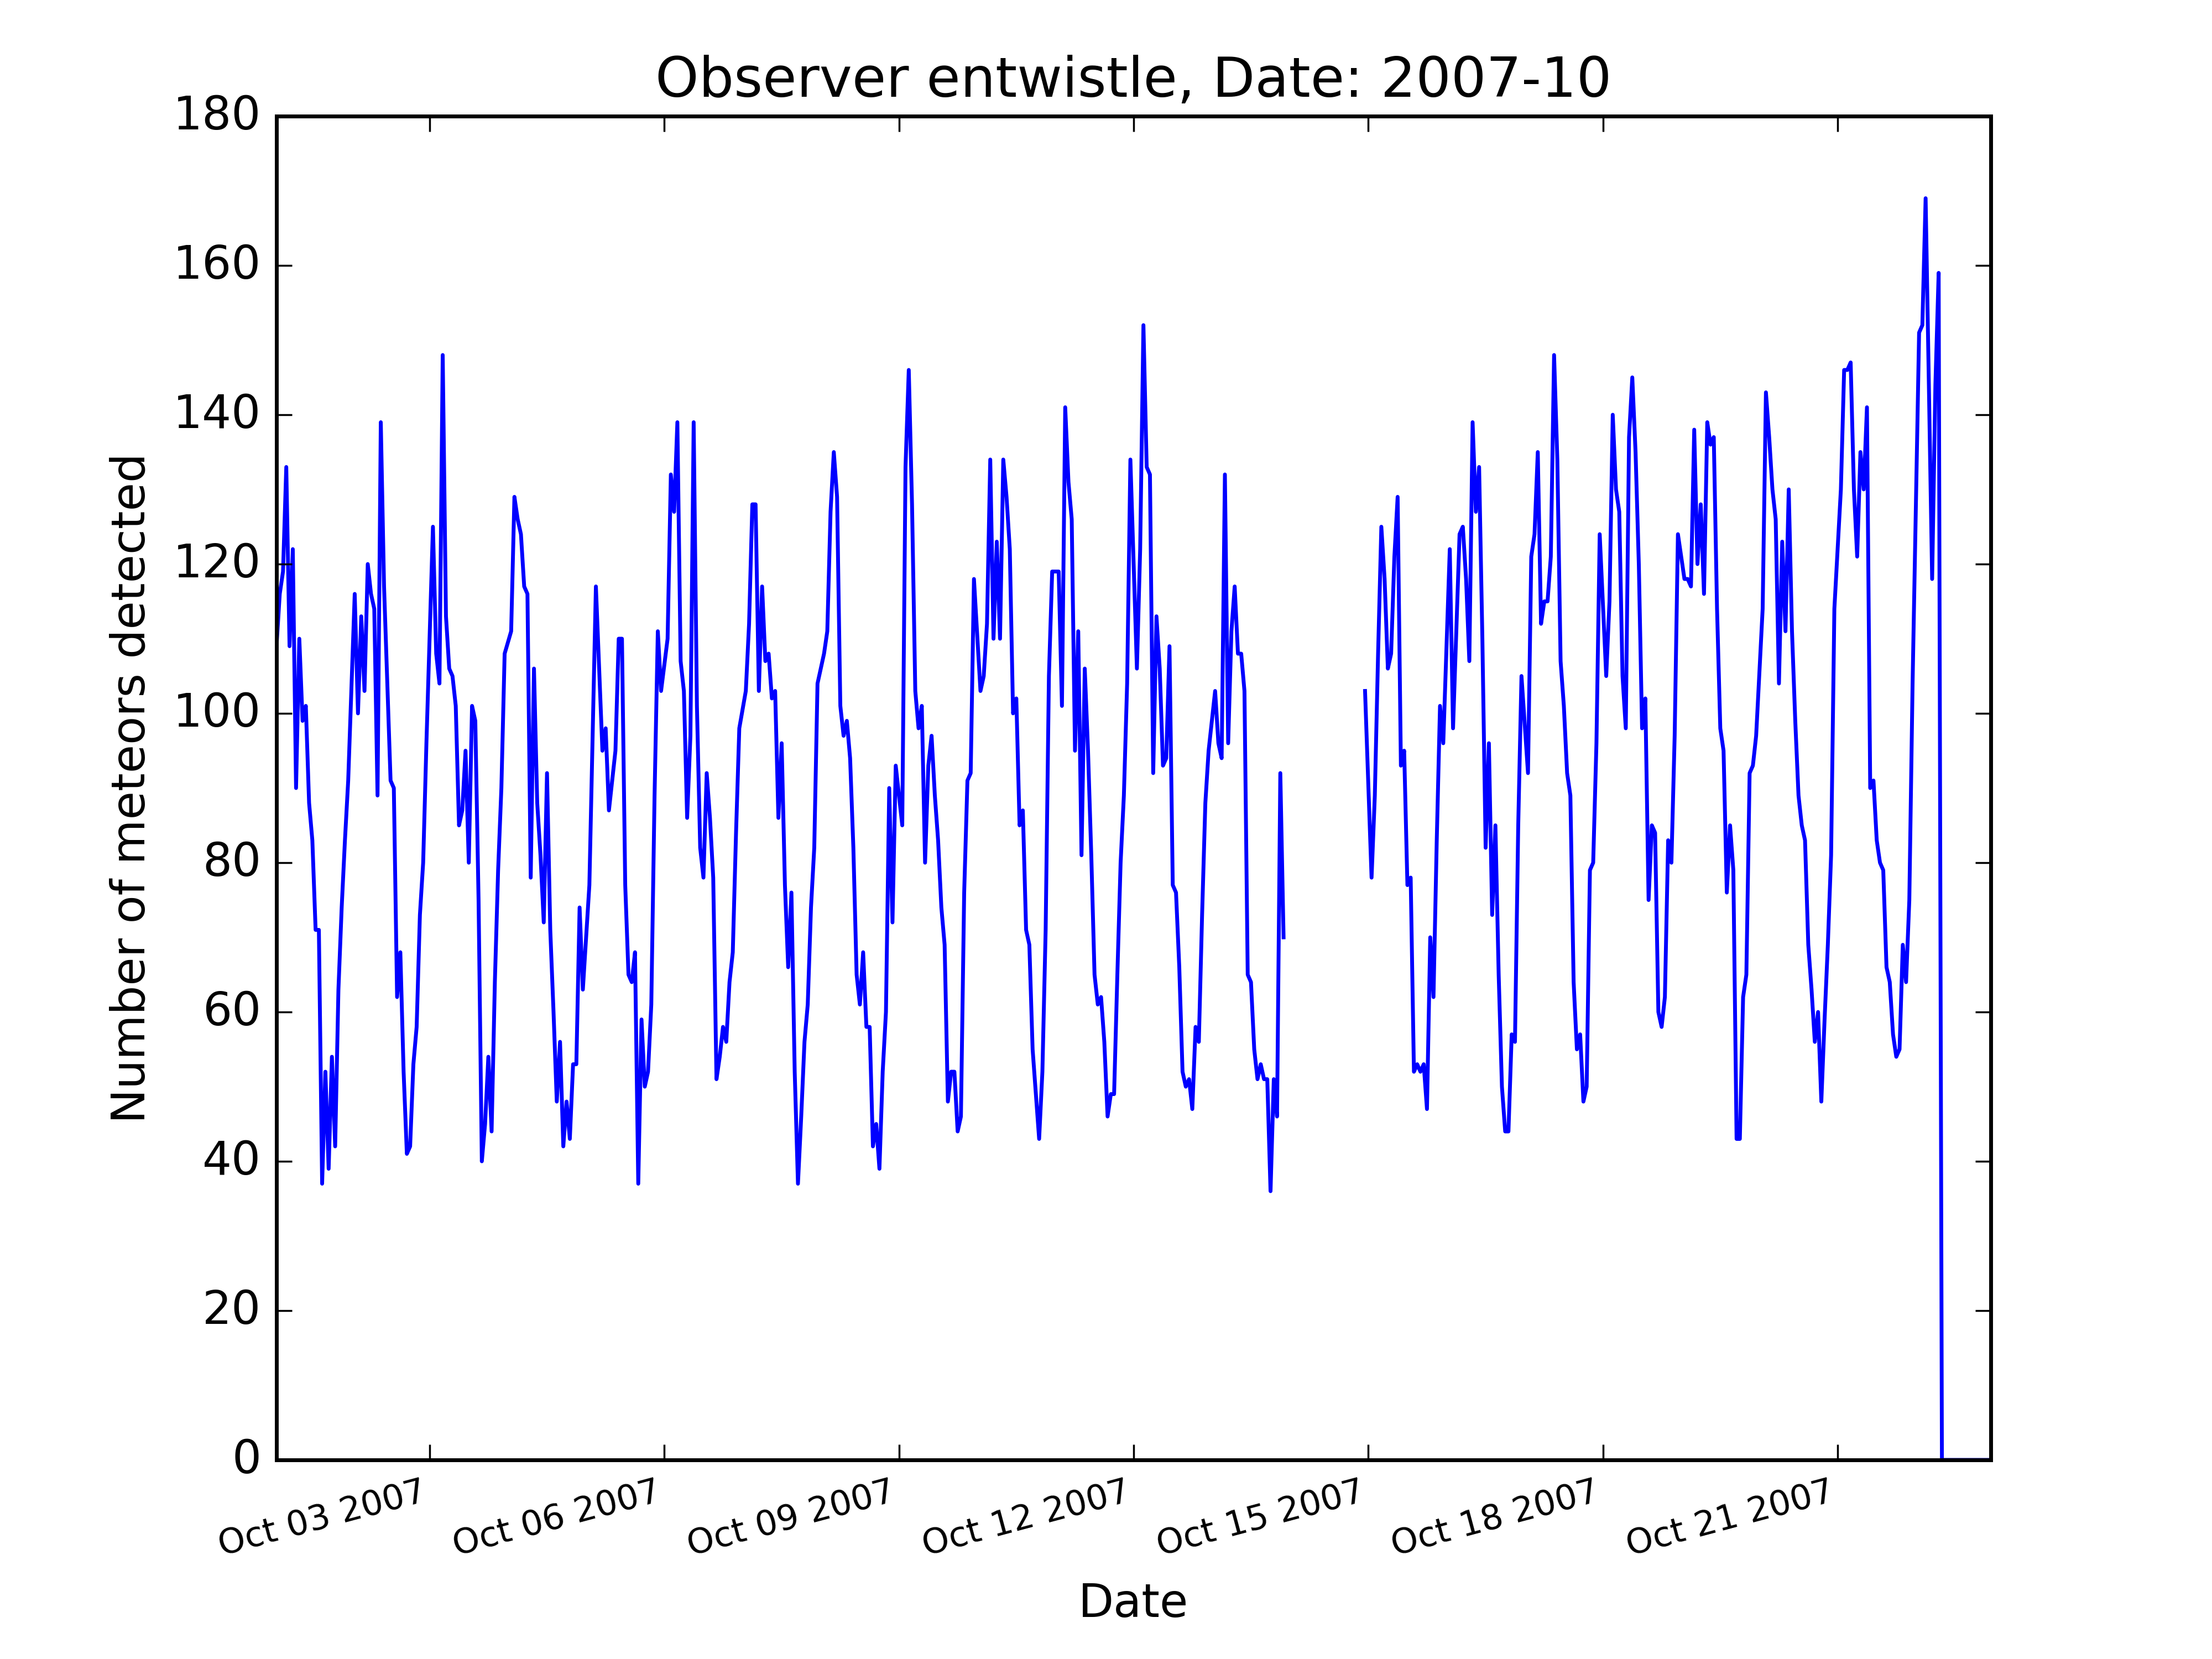 Observer entwistle, Date: 2007-10
Number of meteors detected
180
160
140
120
100
80
60
40
20
0
Oct 03 2007
Oct 06 2007
Oct 09 2007
Oct 12 2007
Oct 15 2007
Oct 18 2007
Oct 21 2007
Date